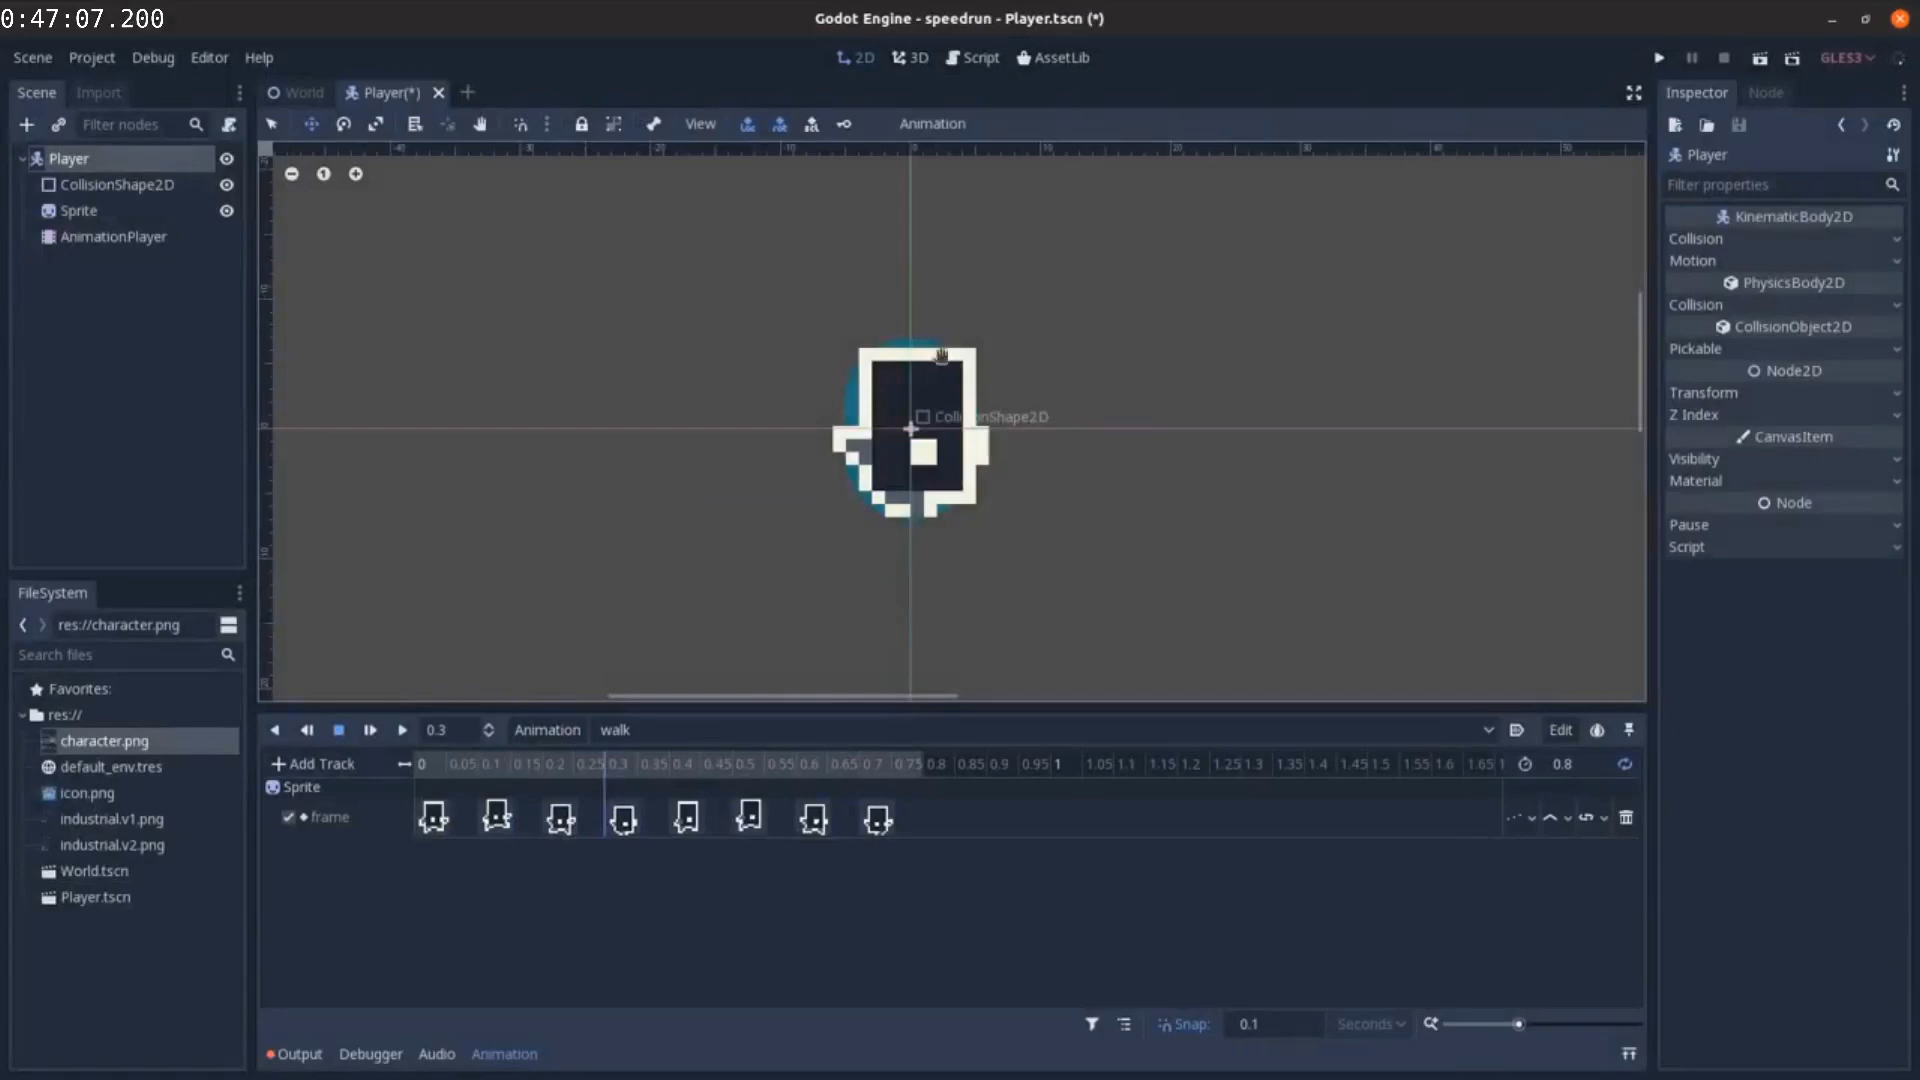 0:47:07.200
Godot Engine - speedrun - Player.tscn (*)
Scene Project Debug Editor Help
2D 3D Script AssetLib
GLES3
Scene Import
World Player(*)
Inspector Node
Filter nodes
View Animation
Player
CollisionShape2D
Sprite
AnimationPlayer
Player
Filter properties
KinematicBody2D
Collision
Motion
PhysicsBody2D
Collision
CollisionObject2D
Pickable
Node2D
Transform
Z Index
CanvasItem
Visibility
Material
Node
Pause
Script
FileSystem
res://character.png
Search files
Favorites:
res://
character.png
default_env.tres
icon.png
industrial.v1.png
industrial.v2.png
World.tscn
Player.tscn
0.3 Animation walk Edit
Add Track 0 0.05 0.1 0.15 0.2 0.25 0.3 0.35 0.4 0.45 0.5 0.55 0.6 0.65 0.7 0.75 0.8 0.85 0.9 0.95 1 1.05 1.1 1.15 1.2 1.25 1.3 1.35 1.4 1.45 1.5 1.55 1.6 1.65 0.8
Sprite
frame
Snap: 0.1 Seconds
Output Debugger Audio Animation